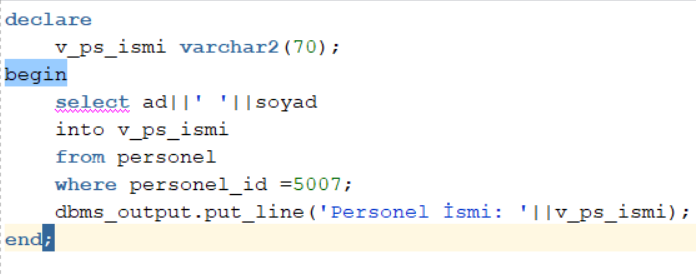 declare
v_ps_ismi varchar2(70);
begin
select ad||' '||soyad
into v_ps_ismi
from personel
where personel_id =5007;
dbms_output.put_line('Personel İsmi: '||v_ps_ismi);
end;